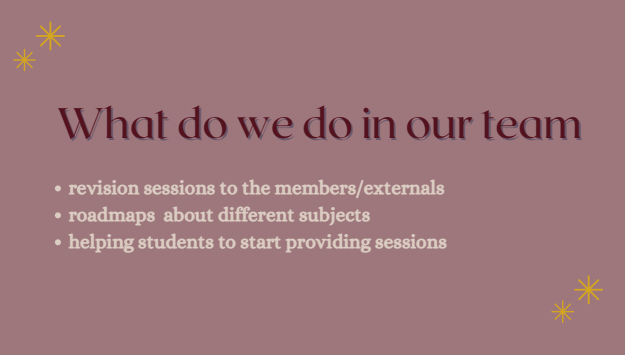 What do we do in our team
• revision sessions to the members/externals
• roadmaps  about different subjects
• helping students to start providing sessions